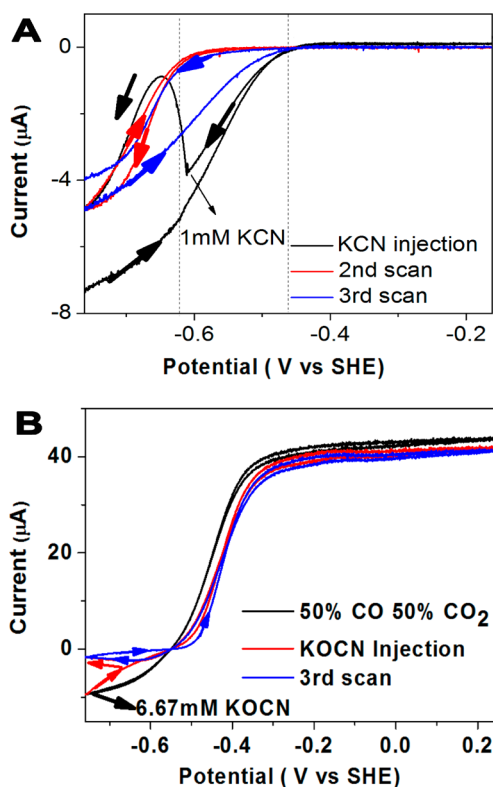 A
0
-4
-8
Current (μA)
1mM KCN
KCN injection
2nd scan
3rd scan
-0.6
-0.4
-0.2
Potential ( V vs SHE)
B
40
20
0
Current (μA)
50% CO 50% CO2
KOCN Injection
3rd scan
6.67mM KOCN
-0.6
-0.4
-0.2
0.0
0.2
Potential ( V vs SHE)